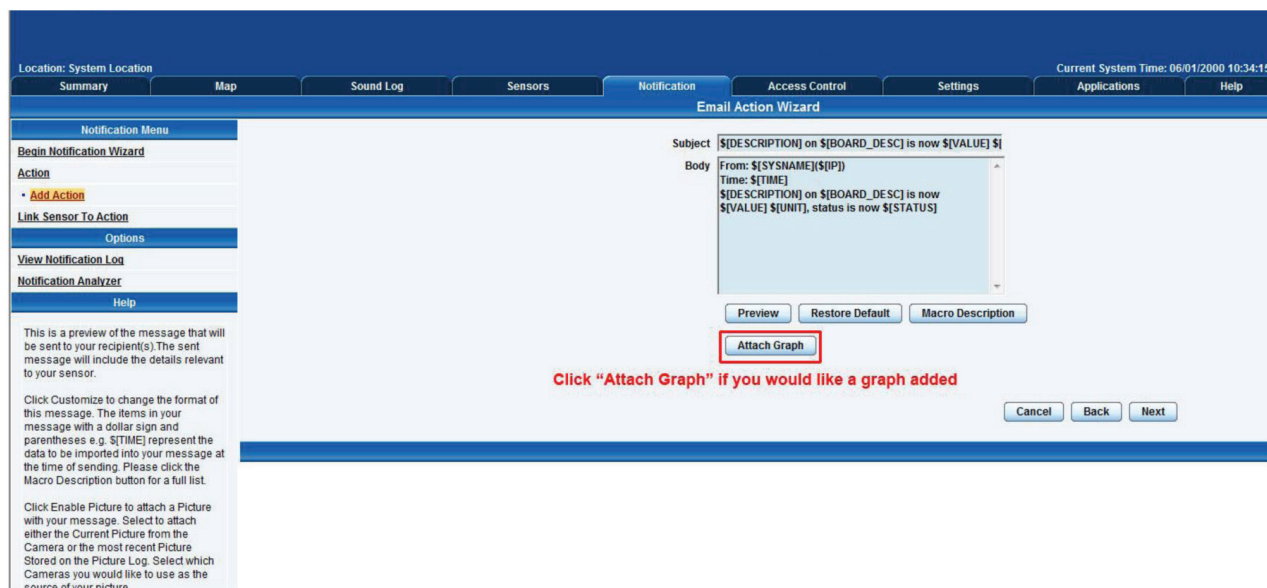 Location: System Location
Current System Time: 06/01/2000 10:34:15
Summary Map Sound Log Sensors Notification Access Control Settings Applications Help
Email Action Wizard
Notification Menu
Begin Notification Wizard
Action
• Add Action
Link Sensor To Action
Options
View Notification Log
Notification Analyzer
Help
This is a preview of the message that will
be sent to your recipient(s).The sent
message will include the details relevant
to your sensor.
Click Customize to change the format of
this message. The items in your
message with a dollar sign and
parentheses e.g. $[TIME] represent the
data to be imported into your message at
the time of sending. Please click the
Macro Description button for a full list.
Click Enable Picture to attach a Picture
with your message. Select to attach
either the Current Picture from the
Camera or the most recent Picture
Stored on the Picture Log. Select which
Cameras you would like to use as the
source of your picture
Subject $[DESCRIPTION] on $[BOARD_DESC] is now $[VALUE] $[
Body From: $[SYSNAME]($[IP])
Time: $[TIME]
$[DESCRIPTION] on $[BOARD_DESC] is now
$[VALUE] $[UNIT], status is now $[STATUS]
Preview Restore Default Macro Description
Attach Graph
Click “Attach Graph” if you would like a graph added
Cancel Back Next